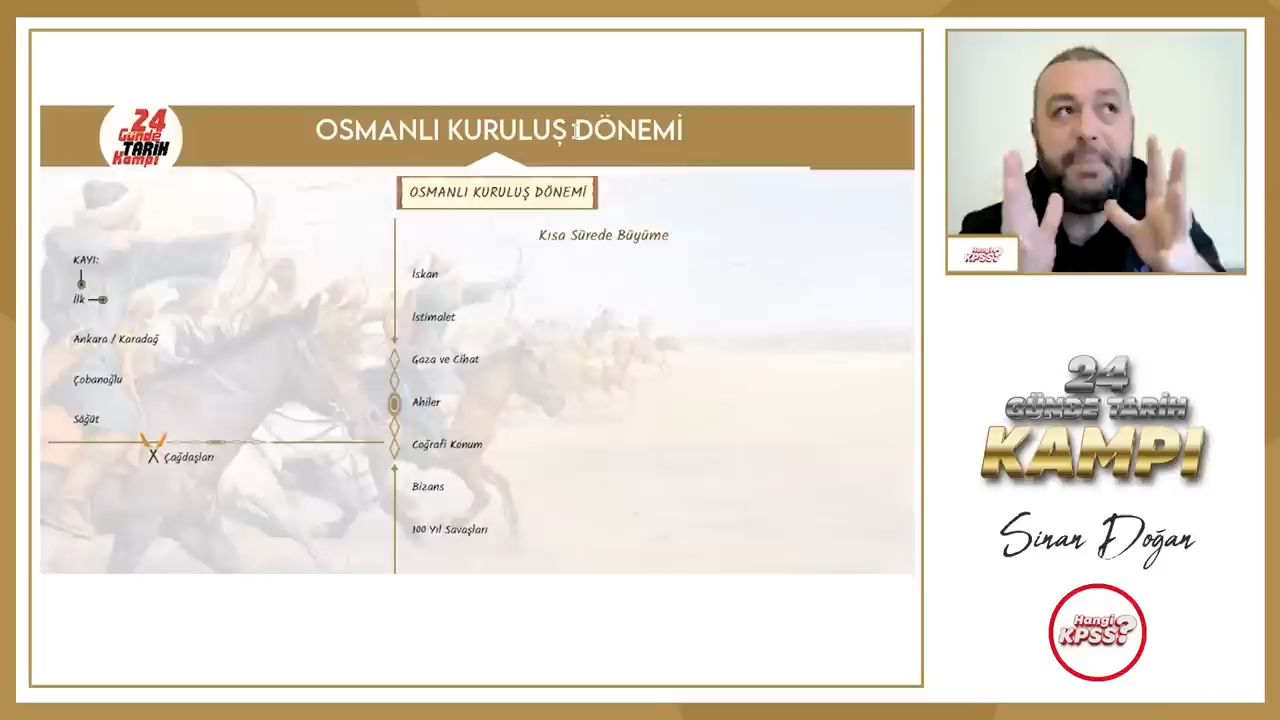 24
Günde
TARİH
Kampı
OSMANLI KURULUŞ DÖNEMİ
OSMANLI KURULUŞ DÖNEMİ
Kısa Sürede Büyüme
KAYI:
İlk
Ankara / Karadağ
Çobanoğlu
Söğüt
Çağdaşları
İskan
İstimalet
Gaza ve Cihat
Ahiler
Coğrafi Konum
Bizans
100 Yıl Savaşları
Hangi
KPSS?
24
GÜNDE TARİH
KAMPI
Sinan Doğan
Hangi
KPSS?